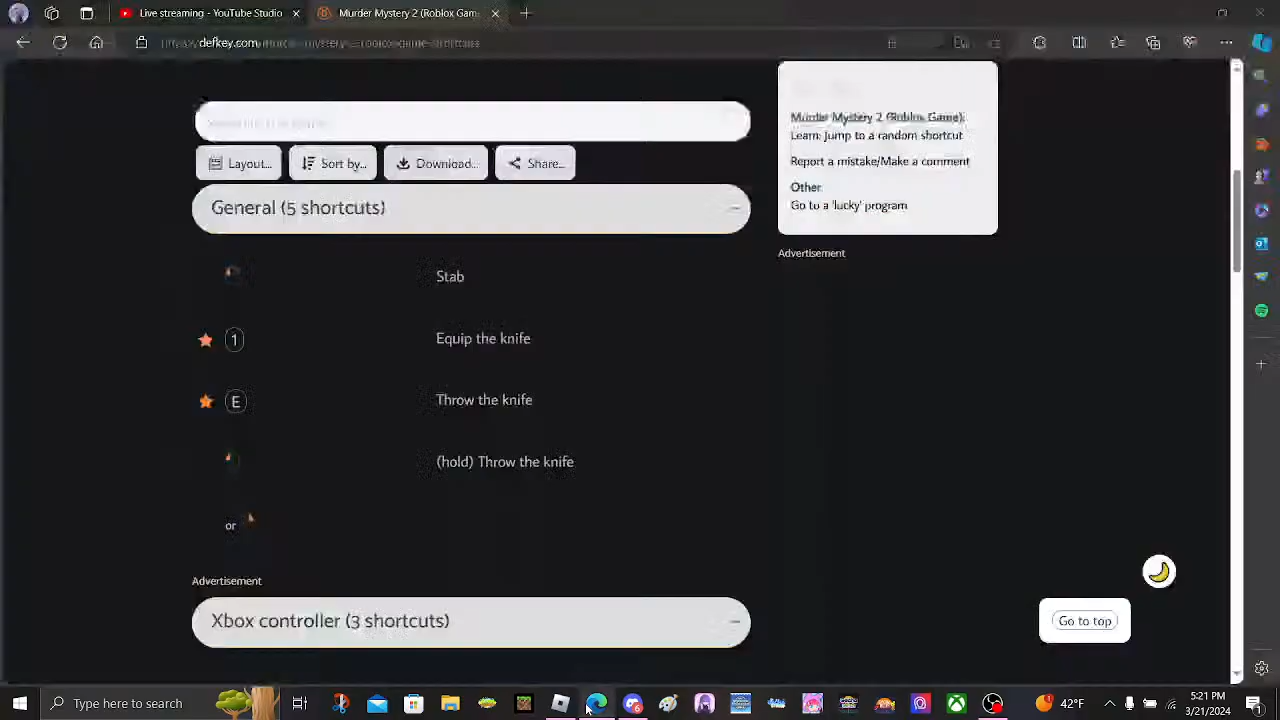 Live streaming - YouTube Studio
Murder Mystery 2 (Roblox Gam
defkey.com
Murder Mystery 2 (Roblox Game):
Learn: Jump to a random shortcut
Report a mistake/Make a comment
Other
Go to a 'lucky' program
Advertisement
Layout...
Sort by...
Download...
Share...
General (5 shortcuts)
Stab
1
Equip the knife
E
Throw the knife
(hold) Throw the knife
or
Advertisement
Xbox controller (3 shortcuts)
Go to top
Type here to search
42°F
5:21 PM
3/21/2024